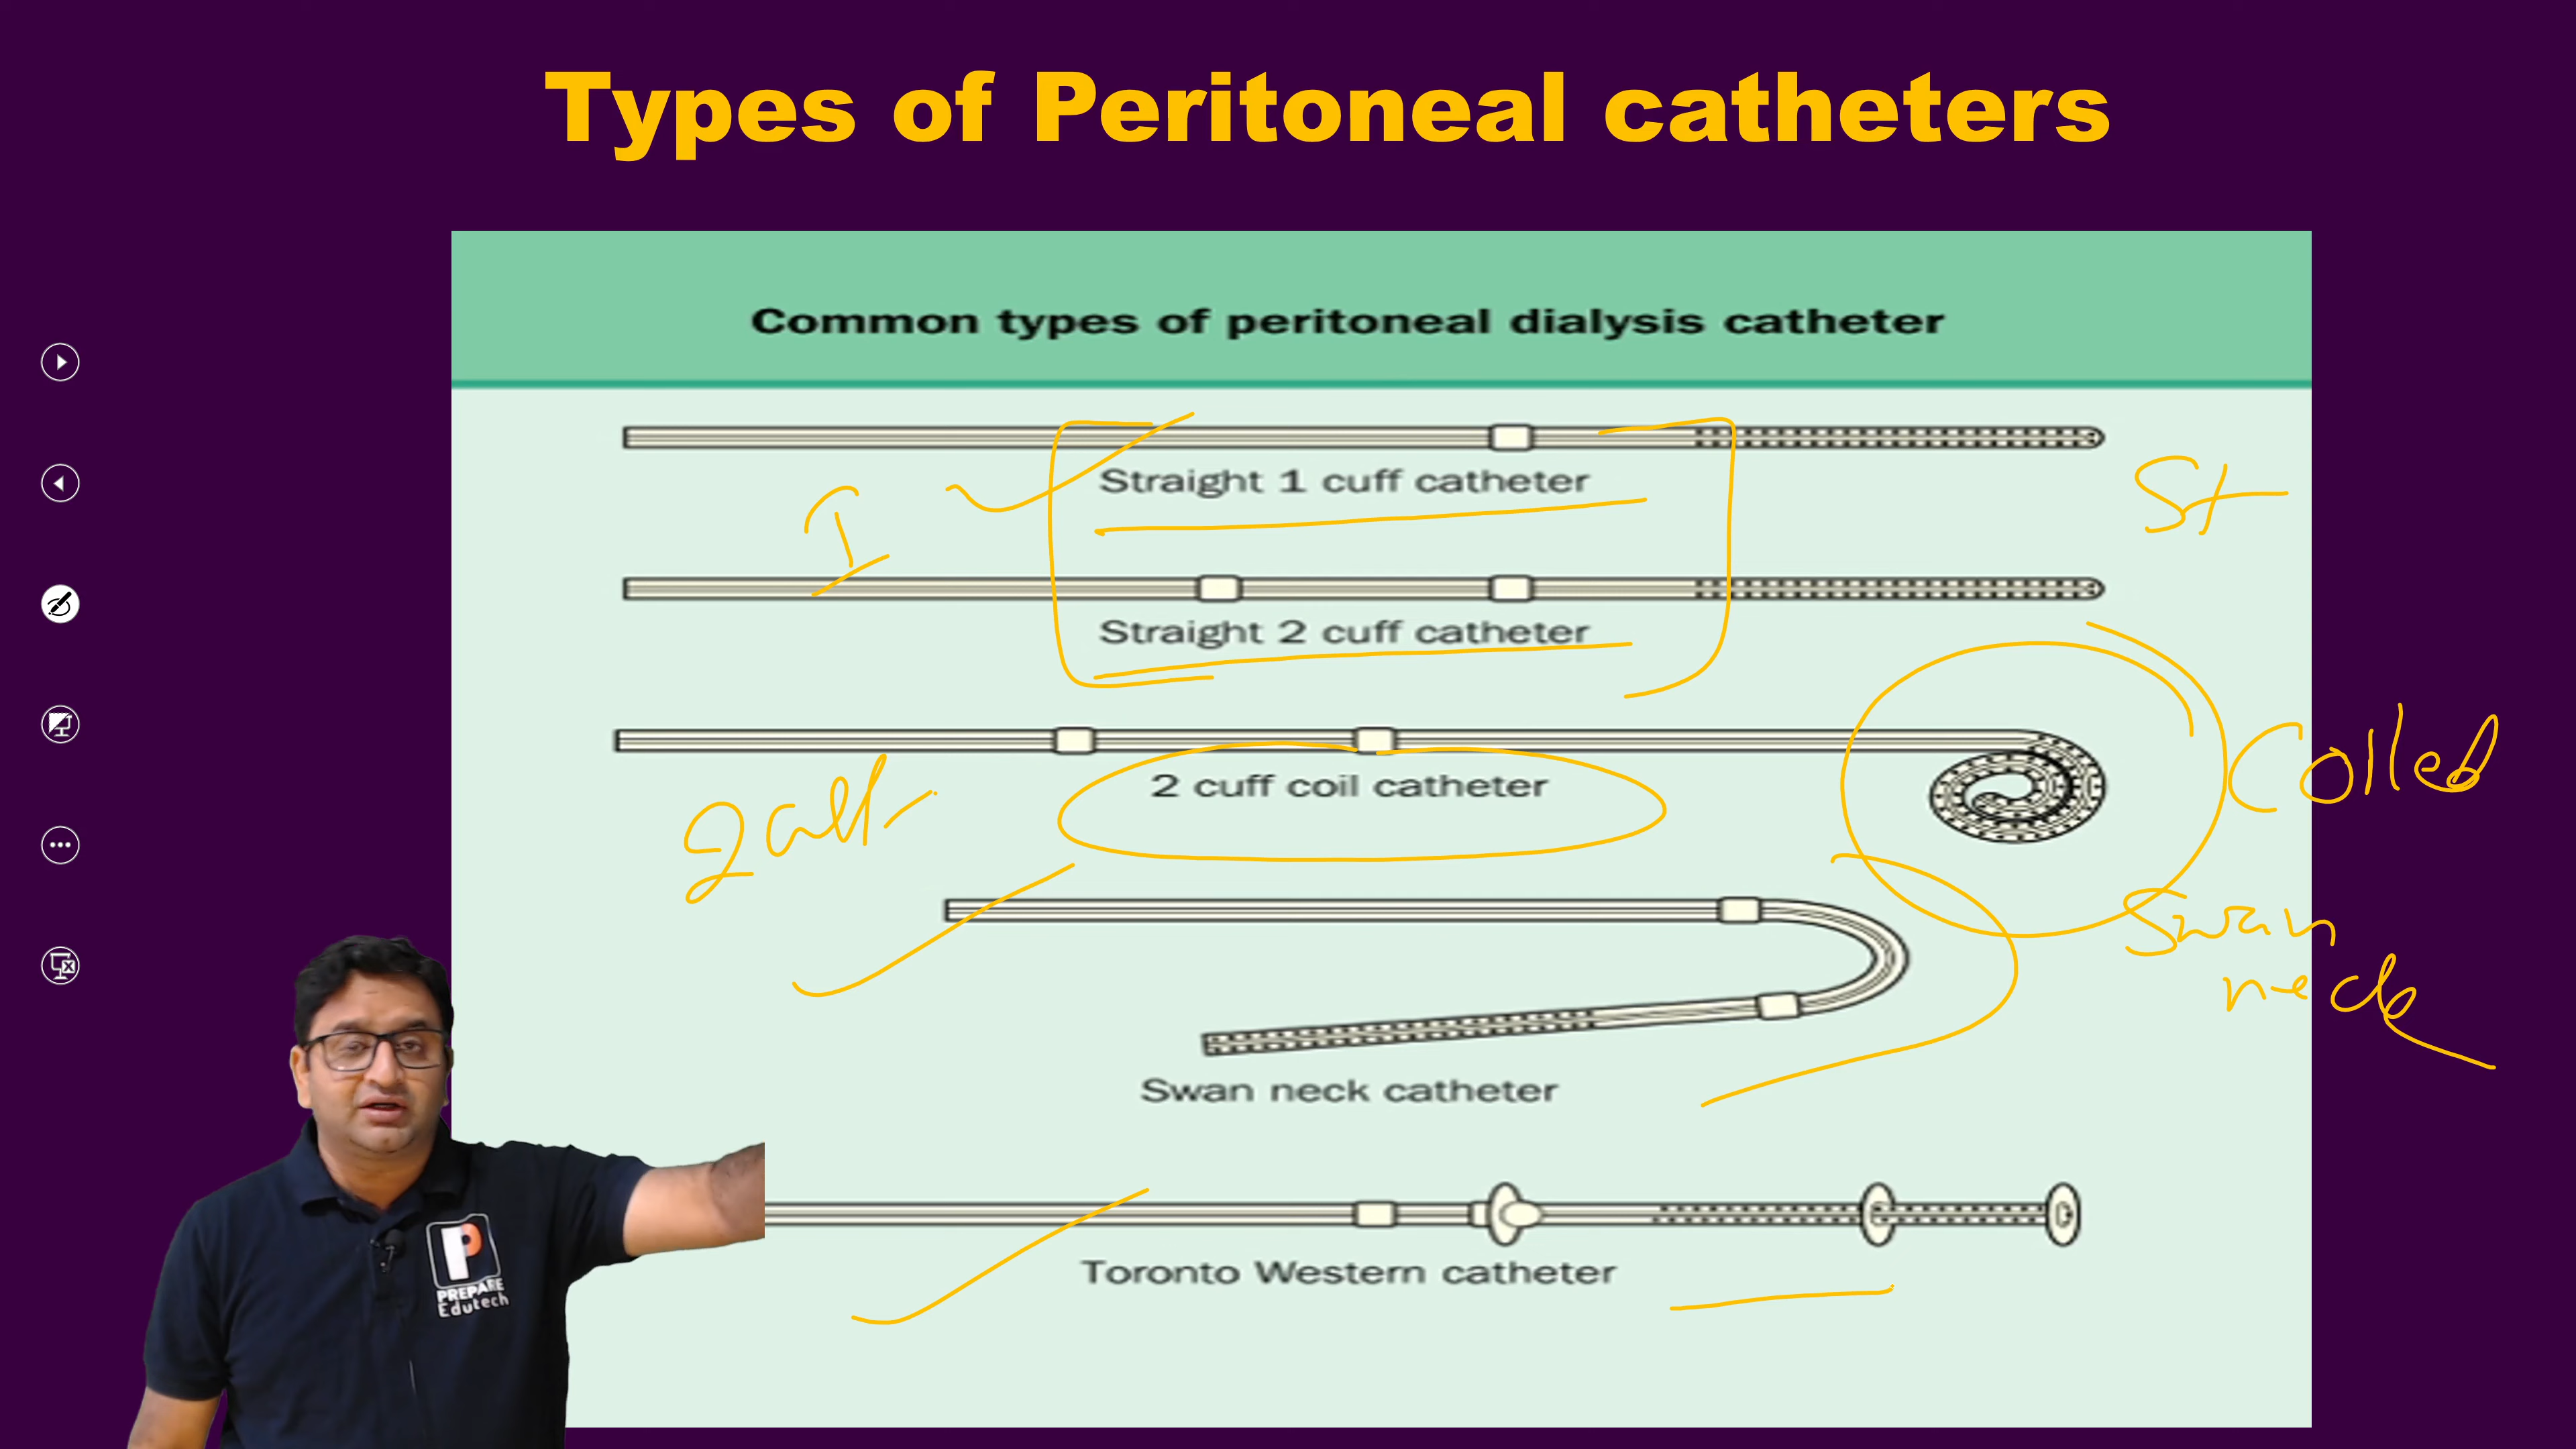 Types of Peritoneal catheters
Common types of peritoneal dialysis catheter
Straight 1 cuff catheter
St
I
Straight 2 cuff catheter
Coiled
2 cuff coil catheter
2
Swan
neck
Swan neck catheter
Toronto Western catheter
P
PREPARE
Edutech